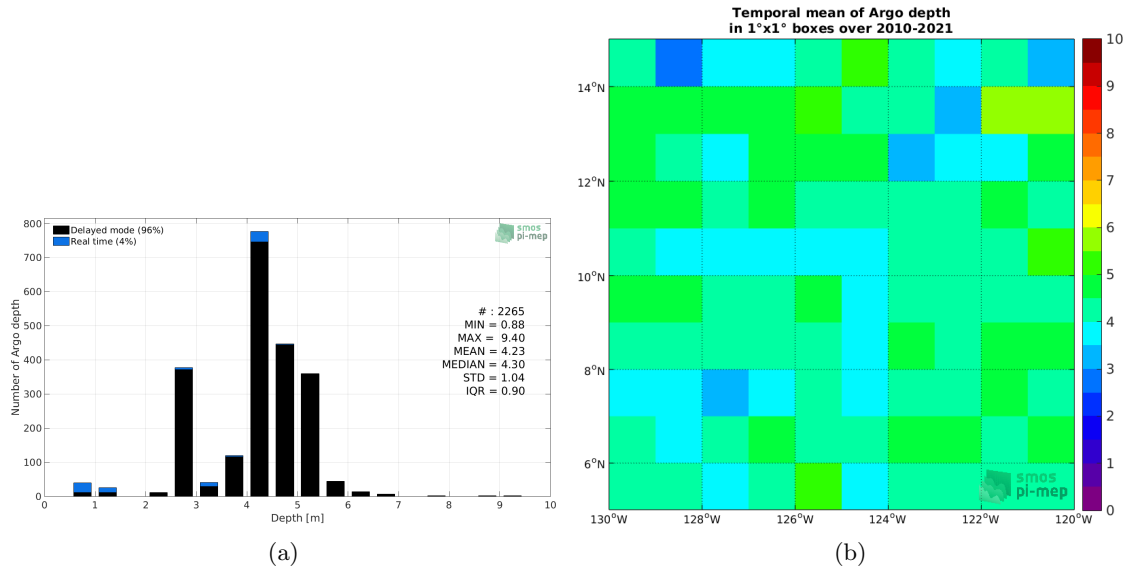 Delayed mode (96%)
Real time (4%)
smos
pi-mep
# : 2265
MIN = 0.88
MAX = 9.40
MEAN = 4.23
MEDIAN = 4.30
STD = 1.04
IQR = 0.90
Number of Argo depth
800
700
600
500
400
300
200
100
0
0 1 2 3 4 5 6 7 8 9 10
Depth [m]
(a)
Temporal mean of Argo depth
in 1°x1° boxes over 2010-2021
14°N
12°N
10°N
8°N
6°N
130°W 128°W 126°W 124°W 122°W 120°W
smos
pi-mep
10
9
8
7
6
5
4
3
2
1
0
(b)